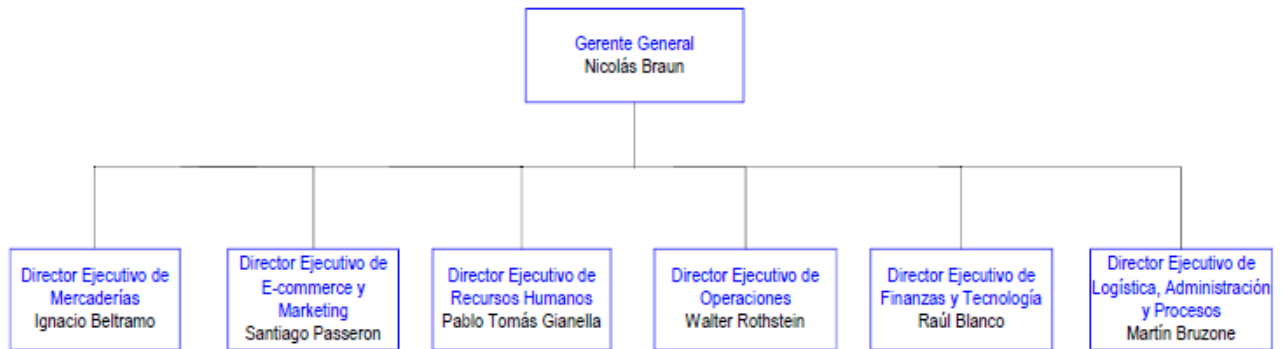 Gerente General
Nicolás Braun
Director Ejecutivo de
Mercaderías
Ignacio Beltramo
Director Ejecutivo de
E-commerce y
Marketing
Santiago Passeron
Director Ejecutivo de
Recursos Humanos
Pablo Tomás Gianella
Director Ejecutivo de
Operaciones
Walter Rothstein
Director Ejecutivo de
Finanzas y Tecnología
Raúl Blanco
Director Ejecutivo de
Logística, Administración
y Procesos
Martín Bruzone